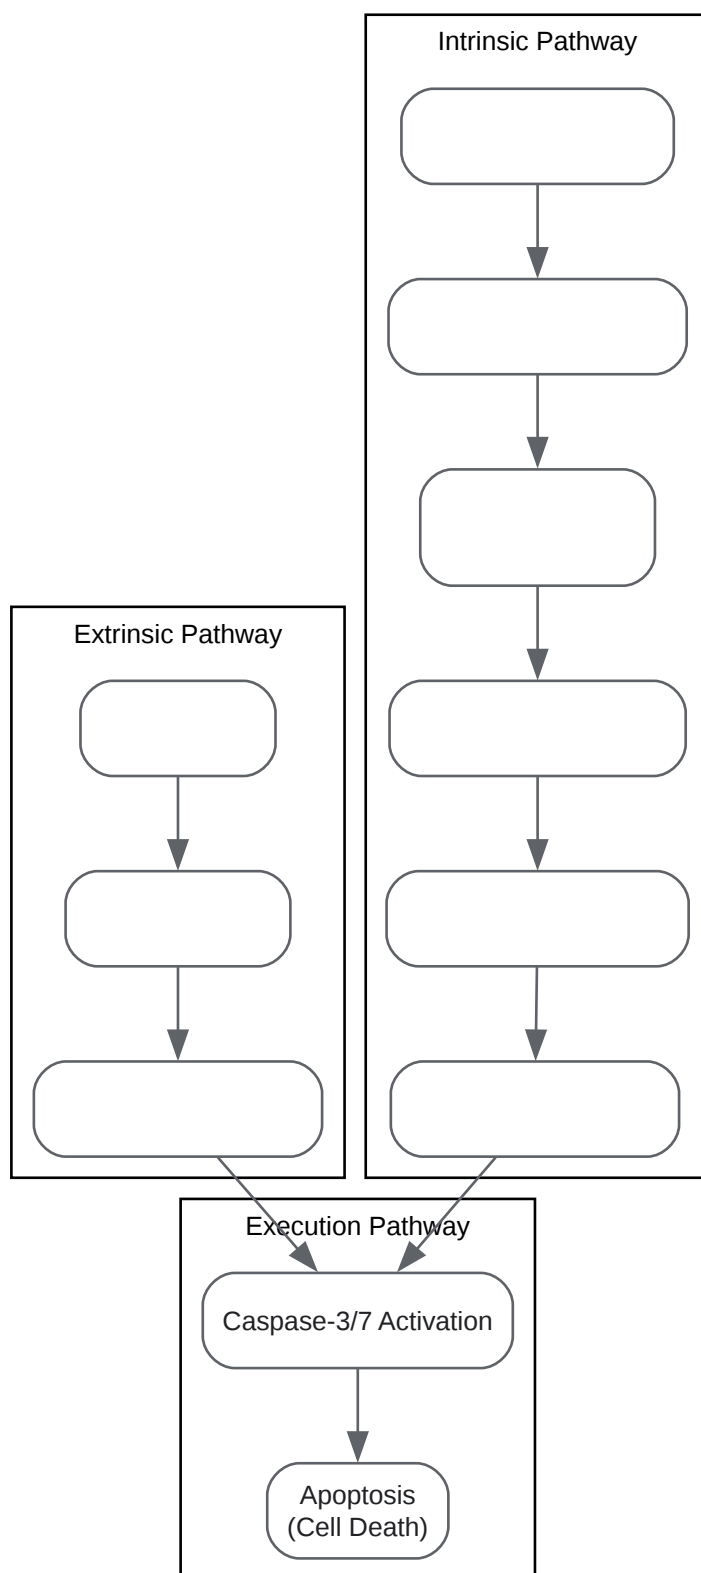 Intrinsic Pathway
Extrinsic Pathway
Execution Pathway
Caspase-3/7 Activation
Apoptosis
(Cell Death)